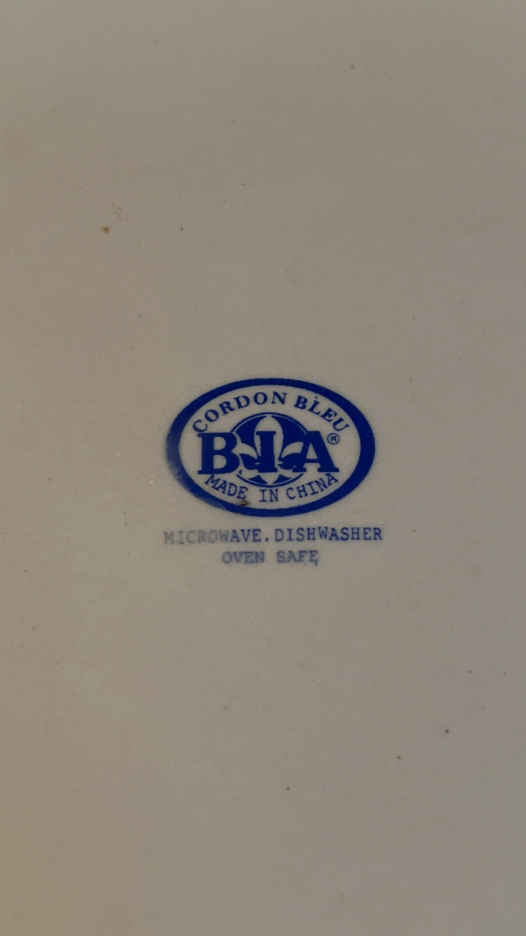 CORDON BLEU
BIA®
MADE IN CHINA
MICROWAVE.DISHWASHER
OVEN SAFE